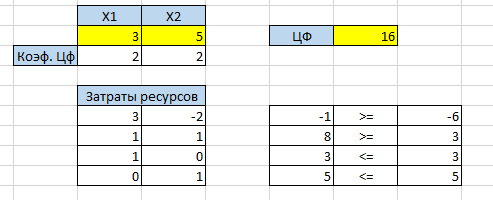 X1 X2
3 5 ЦФ 16
Коэф. Цф 2 2
Затраты ресурсов
3 -2 -1 >= -6
1 1 8 >= 3
1 0 3 <= 3
0 1 5 <= 5